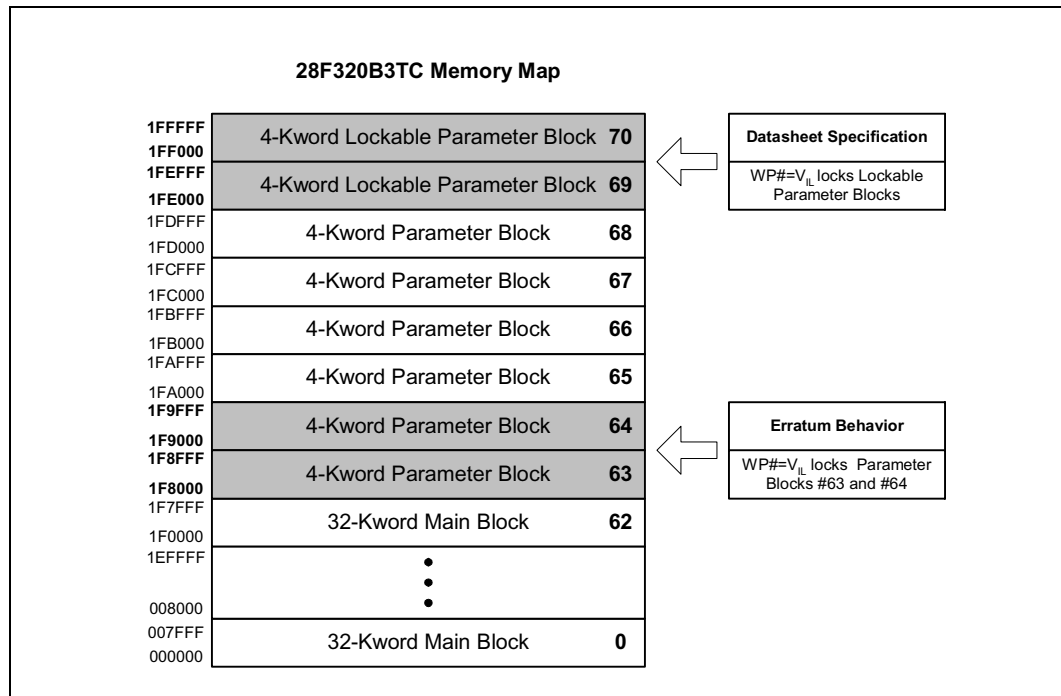 28F320B3TC Memory Map
1FFFFF
1FF000
4-Kword Lockable Parameter Block 70
1FEFFF
1FE000
4-Kword Lockable Parameter Block 69
1FDFFF
1FD000
4-Kword Parameter Block 68
1FCFFF
1FC000
4-Kword Parameter Block 67
1FBFFF
1FB000
4-Kword Parameter Block 66
1FAFFF
1FA000
4-Kword Parameter Block 65
1F9FFF
1F9000
4-Kword Parameter Block 64
1F8FFF
1F8000
4-Kword Parameter Block 63
1F7FFF
1F0000
32-Kword Main Block 62
1EFFFF
008000
007FFF
000000
32-Kword Main Block 0
Datasheet Specification
WP#=VIL locks Lockable
Parameter Blocks
Erratum Behavior
WP#=VIL locks Parameter
Blocks #63 and #64